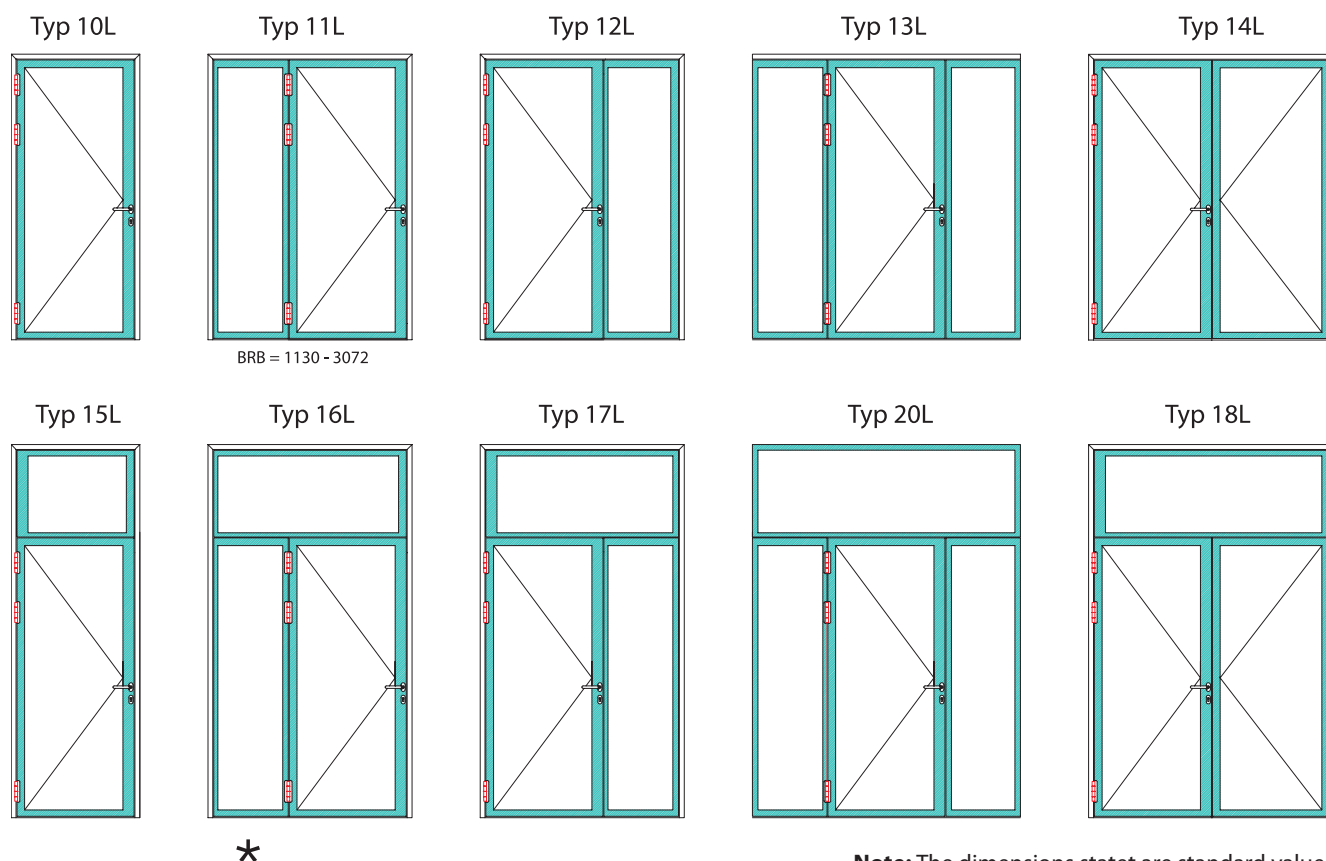 Typ 10L
Typ 11L
Typ 12L
Typ 13L
Typ 14L
BRB = 1130 - 3072
Typ 15L
Typ 16L
Typ 17L
Typ 20L
Typ 18L
*
Note: The dimensions statet are standard value